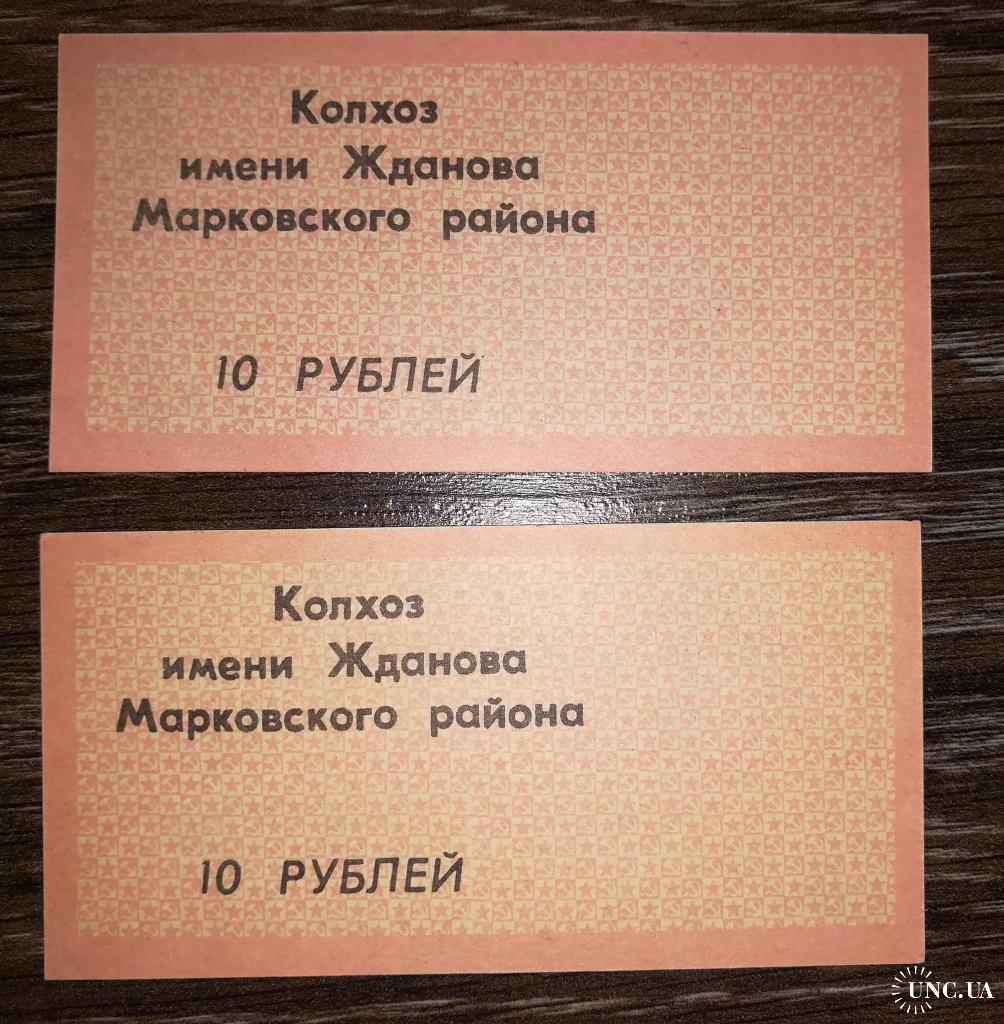 Колхоз
имени Жданова
Марковского района
10 РУБЛЕЙ
Колхоз
имени Жданова
Марковского района
10 РУБЛЕЙ
UNC.UA